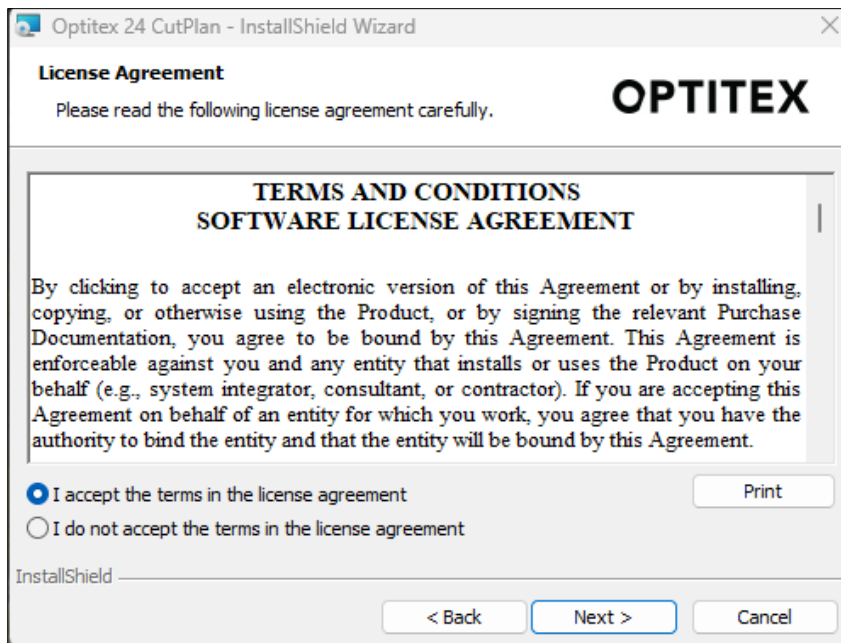 Optitex 24 CutPlan - InstallShield Wizard
License Agreement
Please read the following license agreement carefully.
OPTITEX
TERMS AND CONDITIONS
SOFTWARE LICENSE AGREEMENT
By clicking to accept an electronic version of this Agreement or by installing,
copying, or otherwise using the Product, or by signing the relevant Purchase
Documentation, you agree to be bound by this Agreement. This Agreement is
enforceable against you and any entity that installs or uses the Product on your
behalf (e.g., system integrator, consultant, or contractor). If you are accepting this
Agreement on behalf of an entity for which you work, you agree that you have the
authority to bind the entity and that the entity will be bound by this Agreement.
I accept the terms in the license agreement
Print
I do not accept the terms in the license agreement
InstallShield
< Back
Next >
Cancel